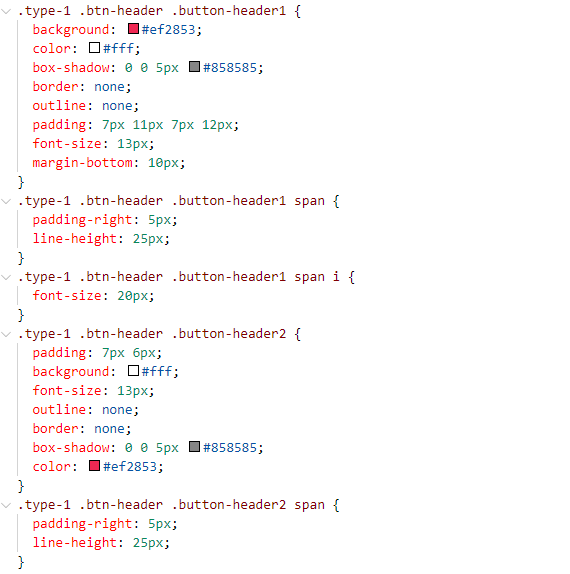 .type-1 .btn-header .button-header1 {
background: #ef2853;
color: #fff;
box-shadow: 0 0 5px #858585;
border: none;
outline: none;
padding: 7px 11px 7px 12px;
font-size: 13px;
margin-bottom: 10px;
}
.type-1 .btn-header .button-header1 span {
padding-right: 5px;
line-height: 25px;
}
.type-1 .btn-header .button-header1 span i {
font-size: 20px;
}
.type-1 .btn-header .button-header2 {
padding: 7px 6px;
background: #fff;
font-size: 13px;
outline: none;
border: none;
box-shadow: 0 0 5px #858585;
color: #ef2853;
}
.type-1 .btn-header .button-header2 span {
padding-right: 5px;
line-height: 25px;
}